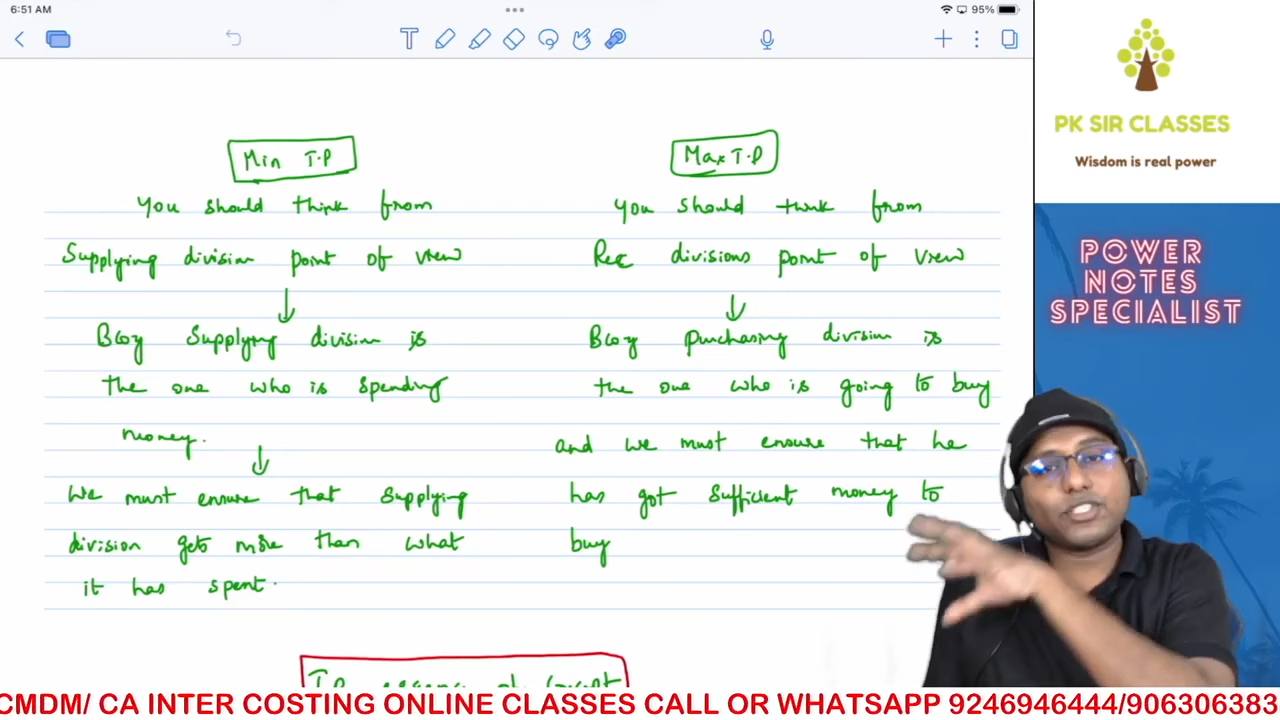 6:51 AM
95%
Min T.P
You should think from
Supplying division point of view
Bcoz Supplying division is
the one who is spending
money.
We must ensure that supplying
division gets more than what
it has spent.
Max T.P
You should think from
Rec divisions point of view
Bcoz purchasing division is
the one who is going to buy
and we must ensure that he
has got sufficient money to
buy
T.P
PK SIR CLASSES
Wisdom is real power
POWER
NOTES
SPECIALIST
CMDM/ CA INTER COSTING ONLINE CLASSES CALL OR WHATSAPP 9246946444/906306383